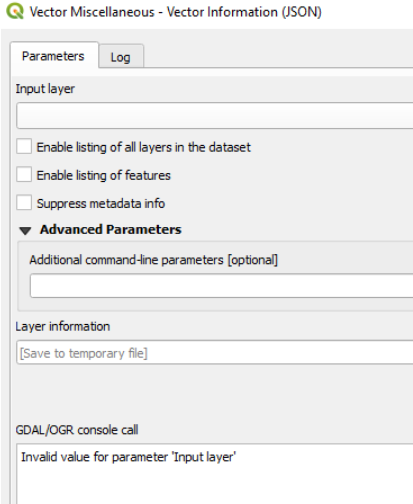 Vector Miscellaneous - Vector Information (JSON)
Parameters
Log
Input layer
Enable listing of all layers in the dataset
Enable listing of features
Suppress metadata info
Advanced Parameters
Additional command-line parameters [optional]
Layer information
[Save to temporary file]
GDAL/OGR console call
Invalid value for parameter 'Input layer'